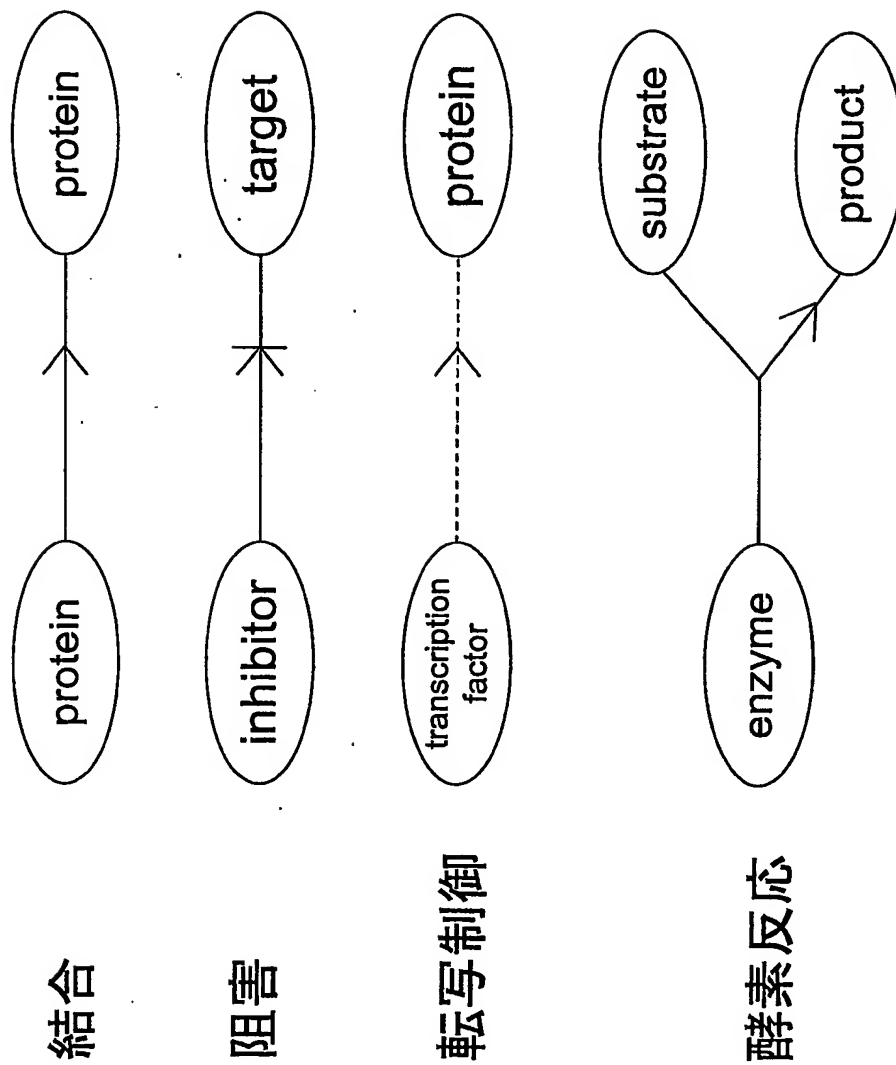 結合
protein
protein
阻害
inhibitor
target
転写制御
transcription
factor
protein
酵素反応
enzyme
substrate
product